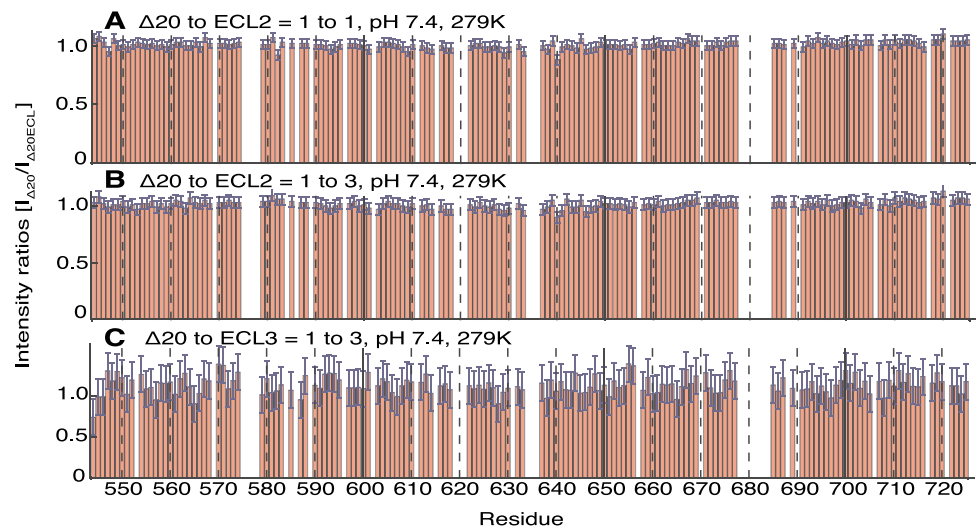 A Δ20 to ECL2 = 1 to 1, pH 7.4, 279K
1.0
0.5
0
B Δ20 to ECL2 = 1 to 3, pH 7.4, 279K
1.0
0.5
0
C Δ20 to ECL3 = 1 to 3, pH 7.4, 279K
1.0
0.5
0
Intensity ratios [I Δ20/I Δ20ECL]
550 560 570 580 590 600 610 620 630 640 650 660 670 680 690 700 710 720
Residue